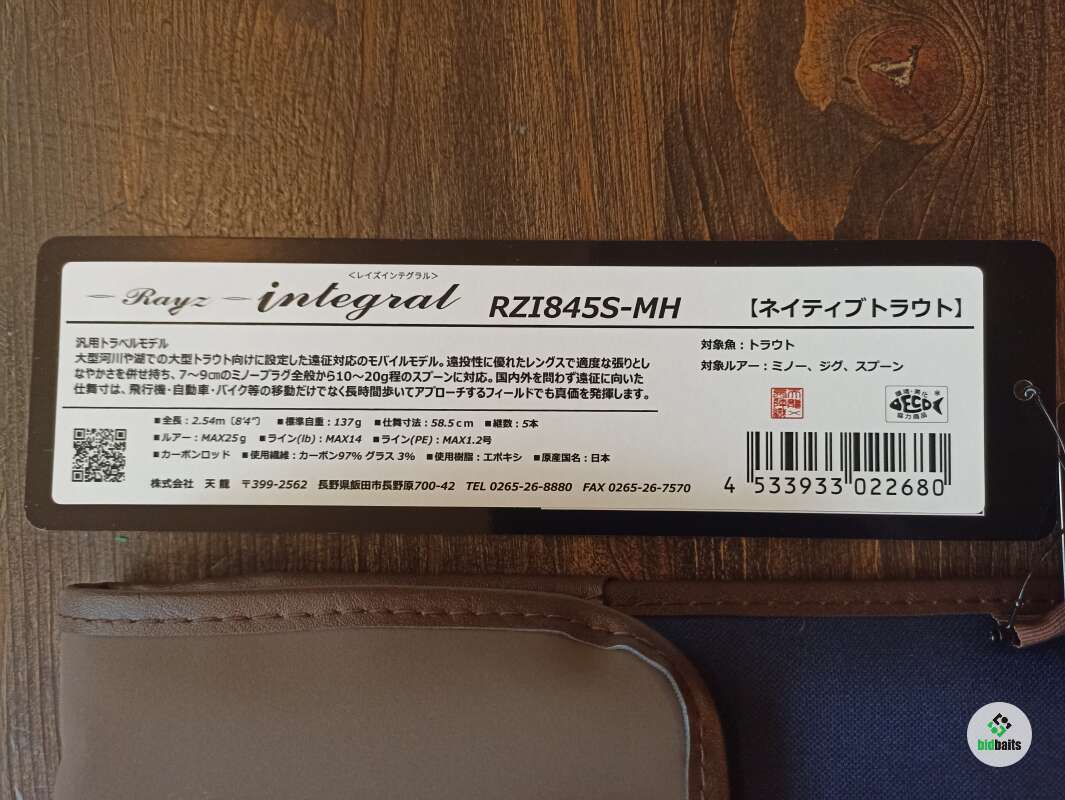 <レイズインテグラル>
Rayz integral RZI845S-MH 【ネイティブトラウト】
汎用トラベルモデル
大型河川や湖での大型トラウト向けに設定した遠征対応のモバイルモデル。遠投性に優れたレングスで適度な張りとし
なやかさを併せ持ち、7～9㎝のミノープラグ全般から10～20g程のスプーンに対応。国内外を問わず遠征に向いた
仕舞寸は、飛行機・自動車・バイク等の移動だけでなく長時間歩いてアプローチするフィールドでも真価を発揮します。
対象魚：トラウト
対象ルアー：ミノー、ジグ、スプーン
■全長：2.54m〔8'4"〕 ■標準自重：137g ■仕舞寸法：58.5cm ■継数：5本
■ルアー：MAX25g ■ライン(lb)：MAX14 ■ライン(PE)：MAX1.2号
■カーボンロッド ■使用繊維：カーボン97% グラス 3% ■使用樹脂：エポキシ ■原産国名：日本
株式会社 天龍 〒399-2562 長野県飯田市長野原700-42 TEL 0265-26-8880 FAX 0265-26-7570
DECO
4 533933 022680
bidbaits